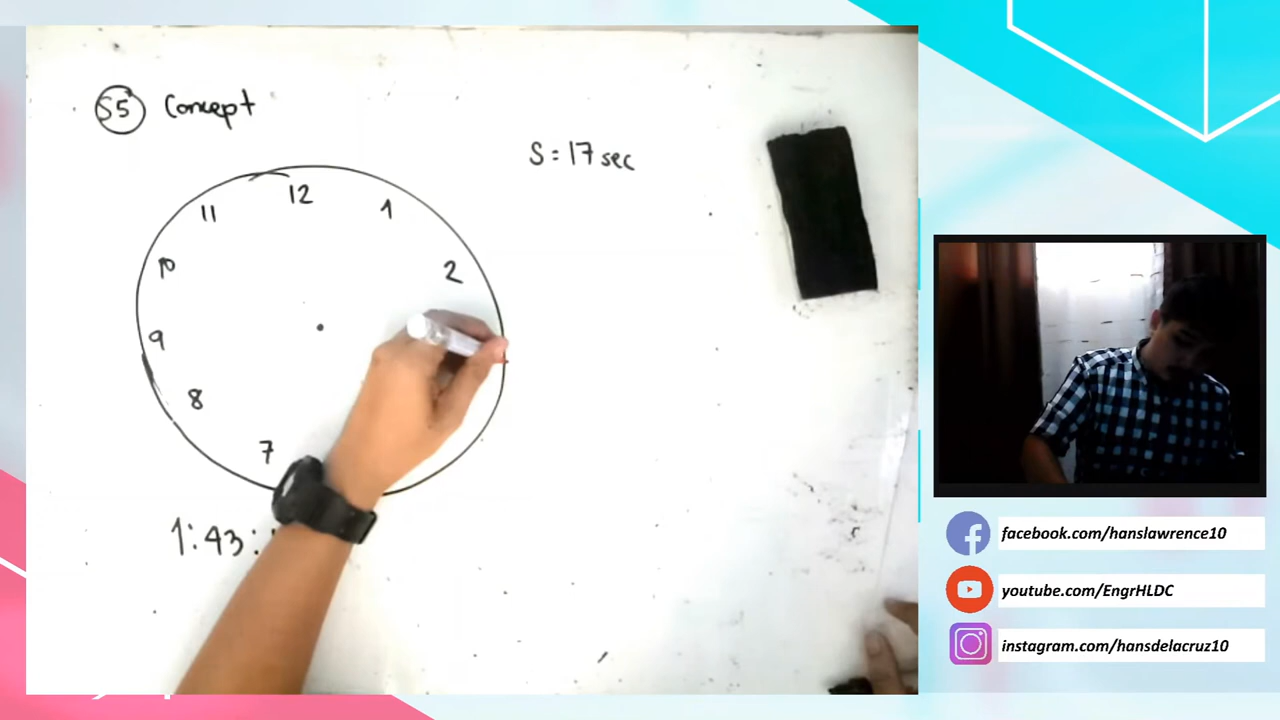 S5 Concept
S = 17 sec
12
11
1
10
2
9
8
7
1:43:
facebook.com/hanslawrence10
youtube.com/EngrHLDC
instagram.com/hansdelacruz10